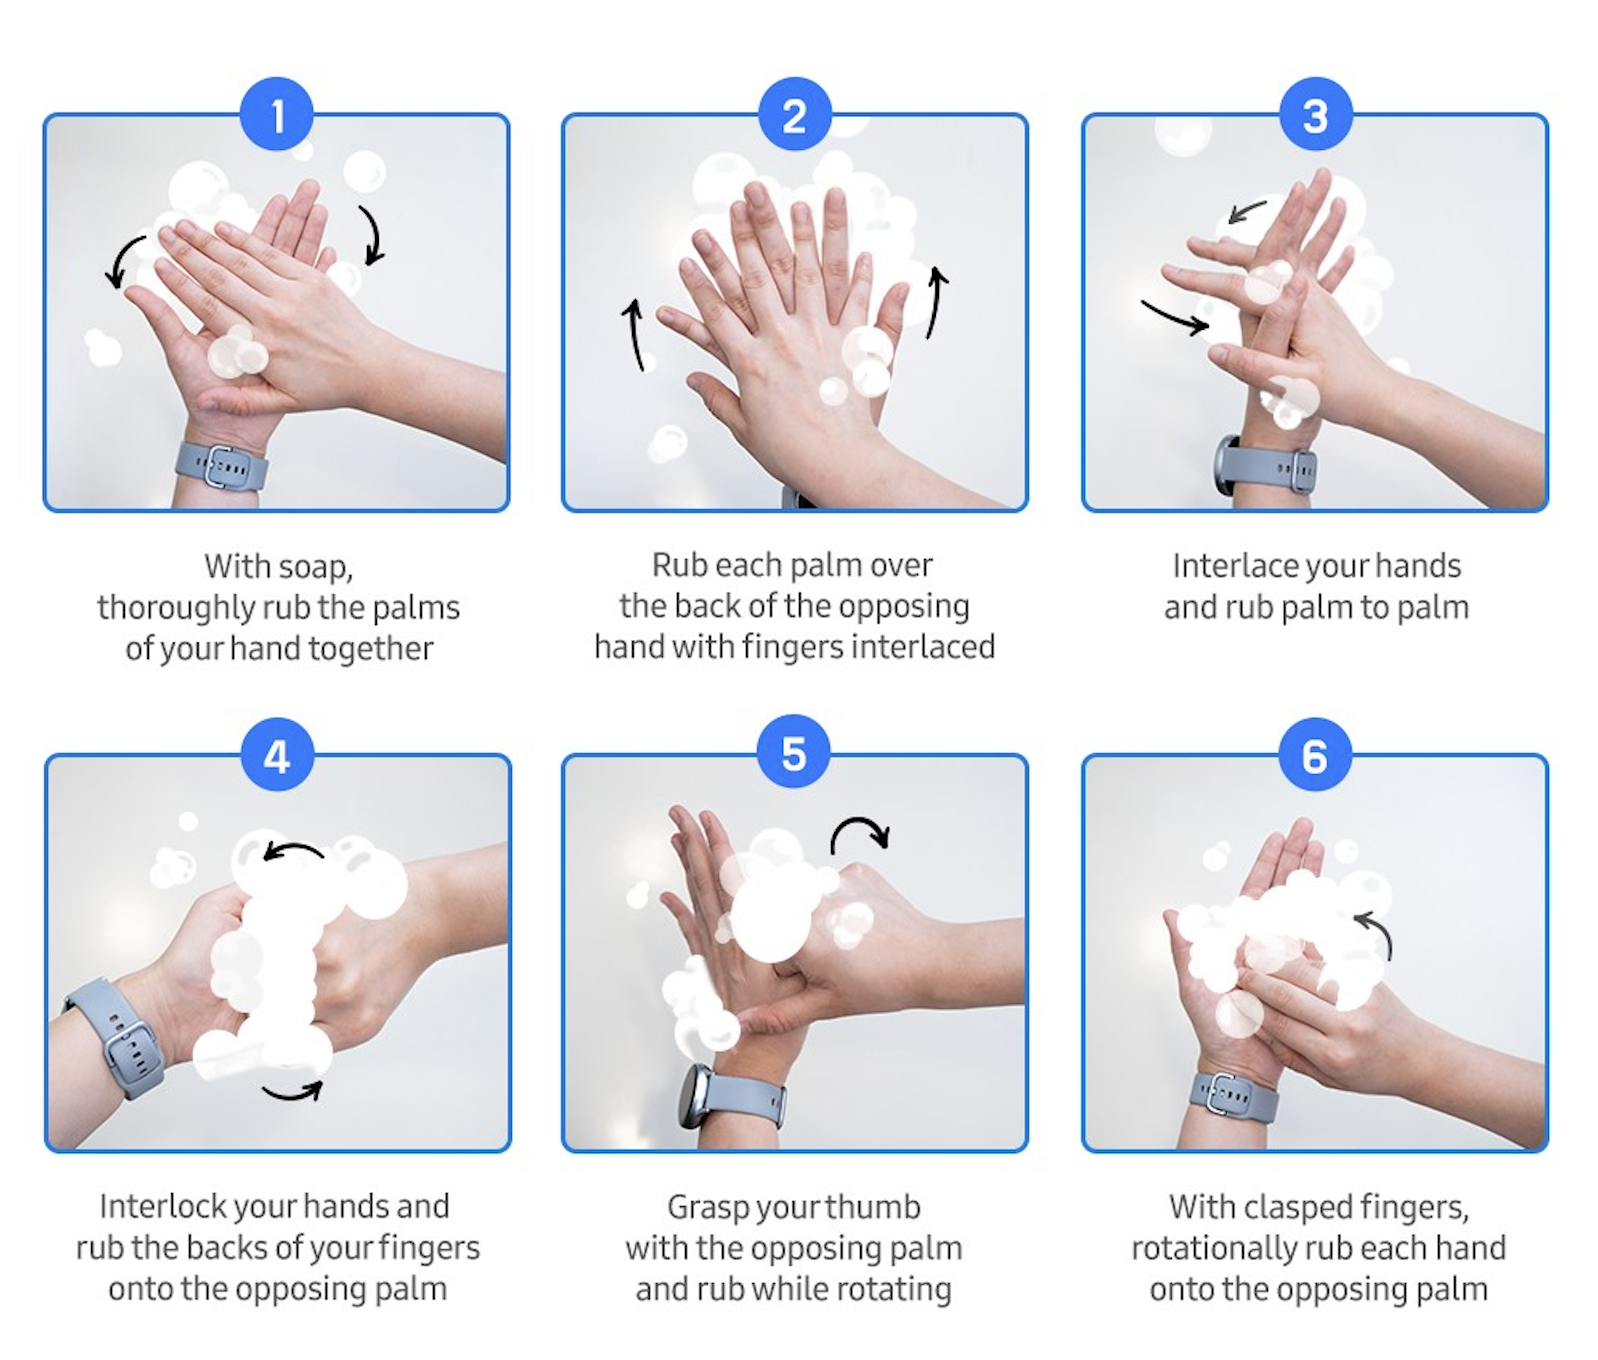 1
With soap,
thoroughly rub the palms
of your hand together
2
Rub each palm over
the back of the opposing
hand with fingers interlaced
3
Interlace your hands
and rub palm to palm
4
Interlock your hands and
rub the backs of your fingers
onto the opposing palm
5
Grasp your thumb
with the opposing palm
and rub while rotating
6
With clasped fingers,
rotationally rub each hand
onto the opposing palm